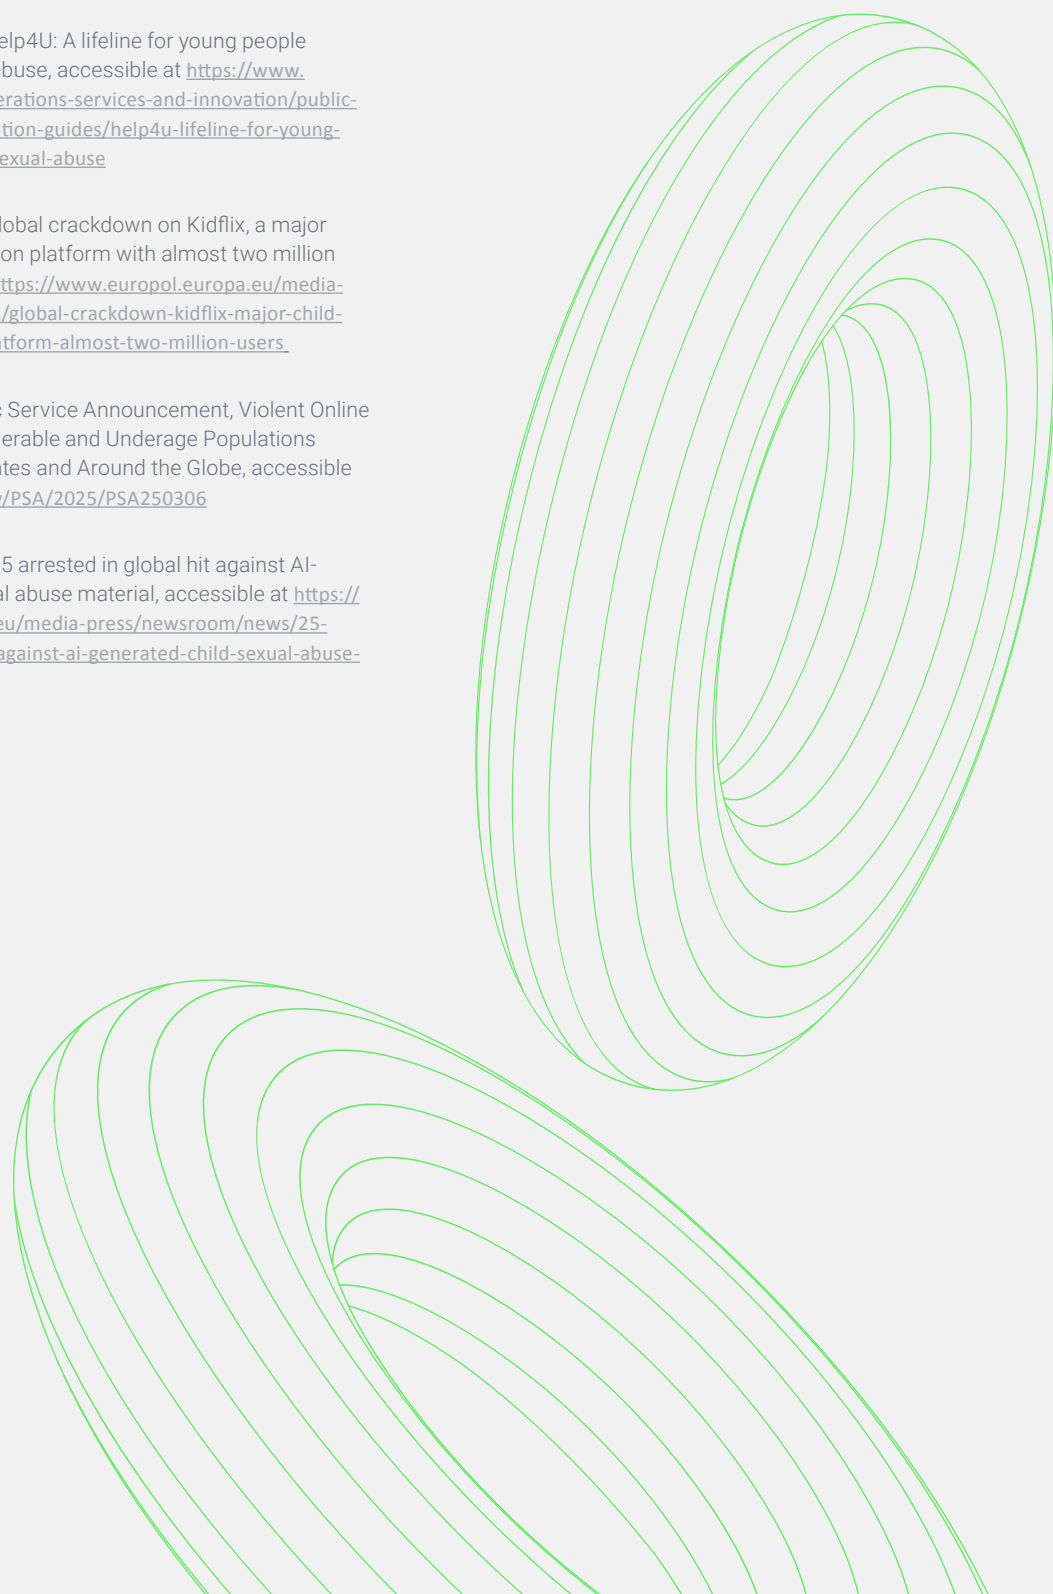 elp4U: A lifeline for young people
buse, accessible at https://www.
erations-services-and-innovation/public-
tion-guides/help4u-lifeline-for-young-
exual-abuse
lobal crackdown on Kidflix, a major
on platform with almost two million
ttps://www.europol.europa.eu/media-
/global-crackdown-kidflix-major-child-
tform-almost-two-million-users
Service Announcement, Violent Online
erable and Underage Populations
tes and Around the Globe, accessible
/PSA/2025/PSA250306
5 arrested in global hit against AI-
al abuse material, accessible at https://
eu/media-press/newsroom/news/25-
against-ai-generated-child-sexual-abuse-